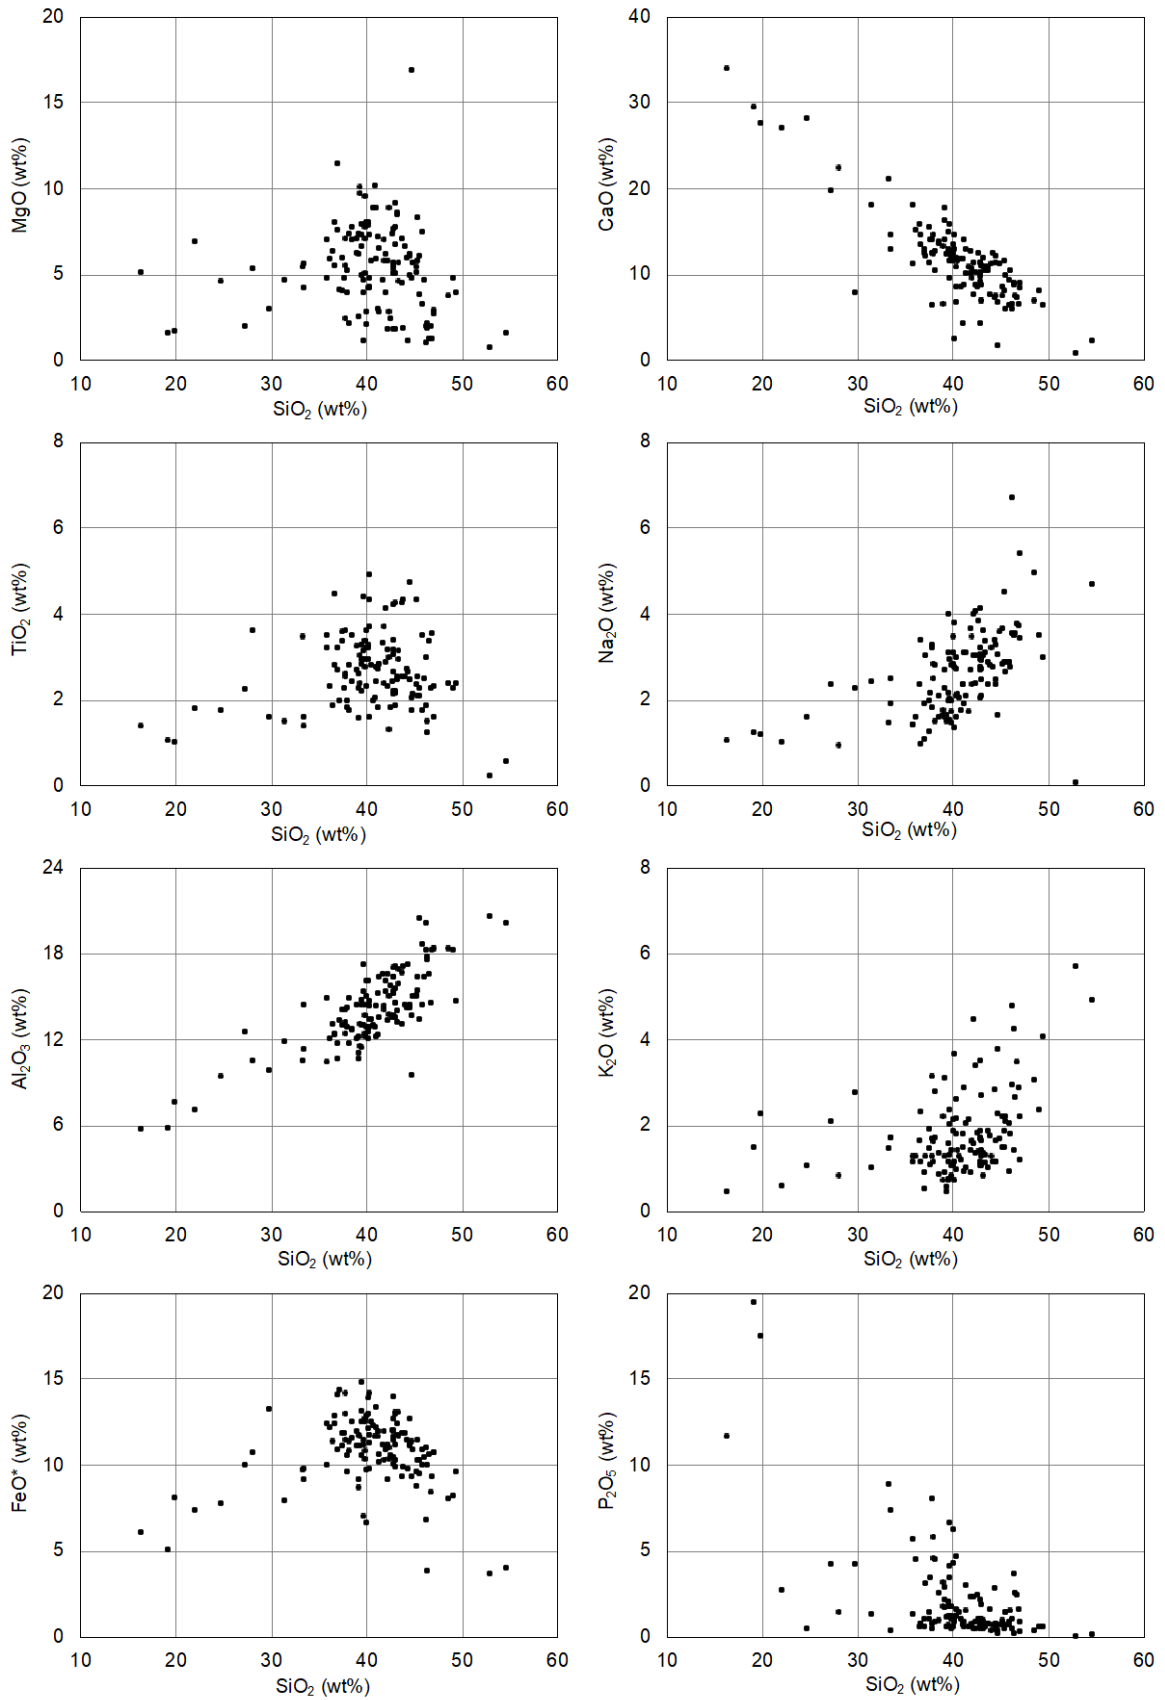 20
15
10
5
0
MgO (wt%)
10 20 30 40 50 60
SiO₂ (wt%)
40
30
20
10
0
CaO (wt%)
10 20 30 40 50 60
SiO₂ (wt%)
8
6
4
2
0
TiO₂ (wt%)
10 20 30 40 50 60
SiO₂ (wt%)
8
6
4
2
0
Na₂O (wt%)
10 20 30 40 50 60
SiO₂ (wt%)
24
18
12
6
0
Al₂O₃ (wt%)
10 20 30 40 50 60
SiO₂ (wt%)
8
6
4
2
0
K₂O (wt%)
10 20 30 40 50 60
SiO₂ (wt%)
20
15
10
5
0
FeO* (wt%)
10 20 30 40 50 60
SiO₂ (wt%)
20
15
10
5
0
P₂O₅ (wt%)
10 20 30 40 50 60
SiO₂ (wt%)